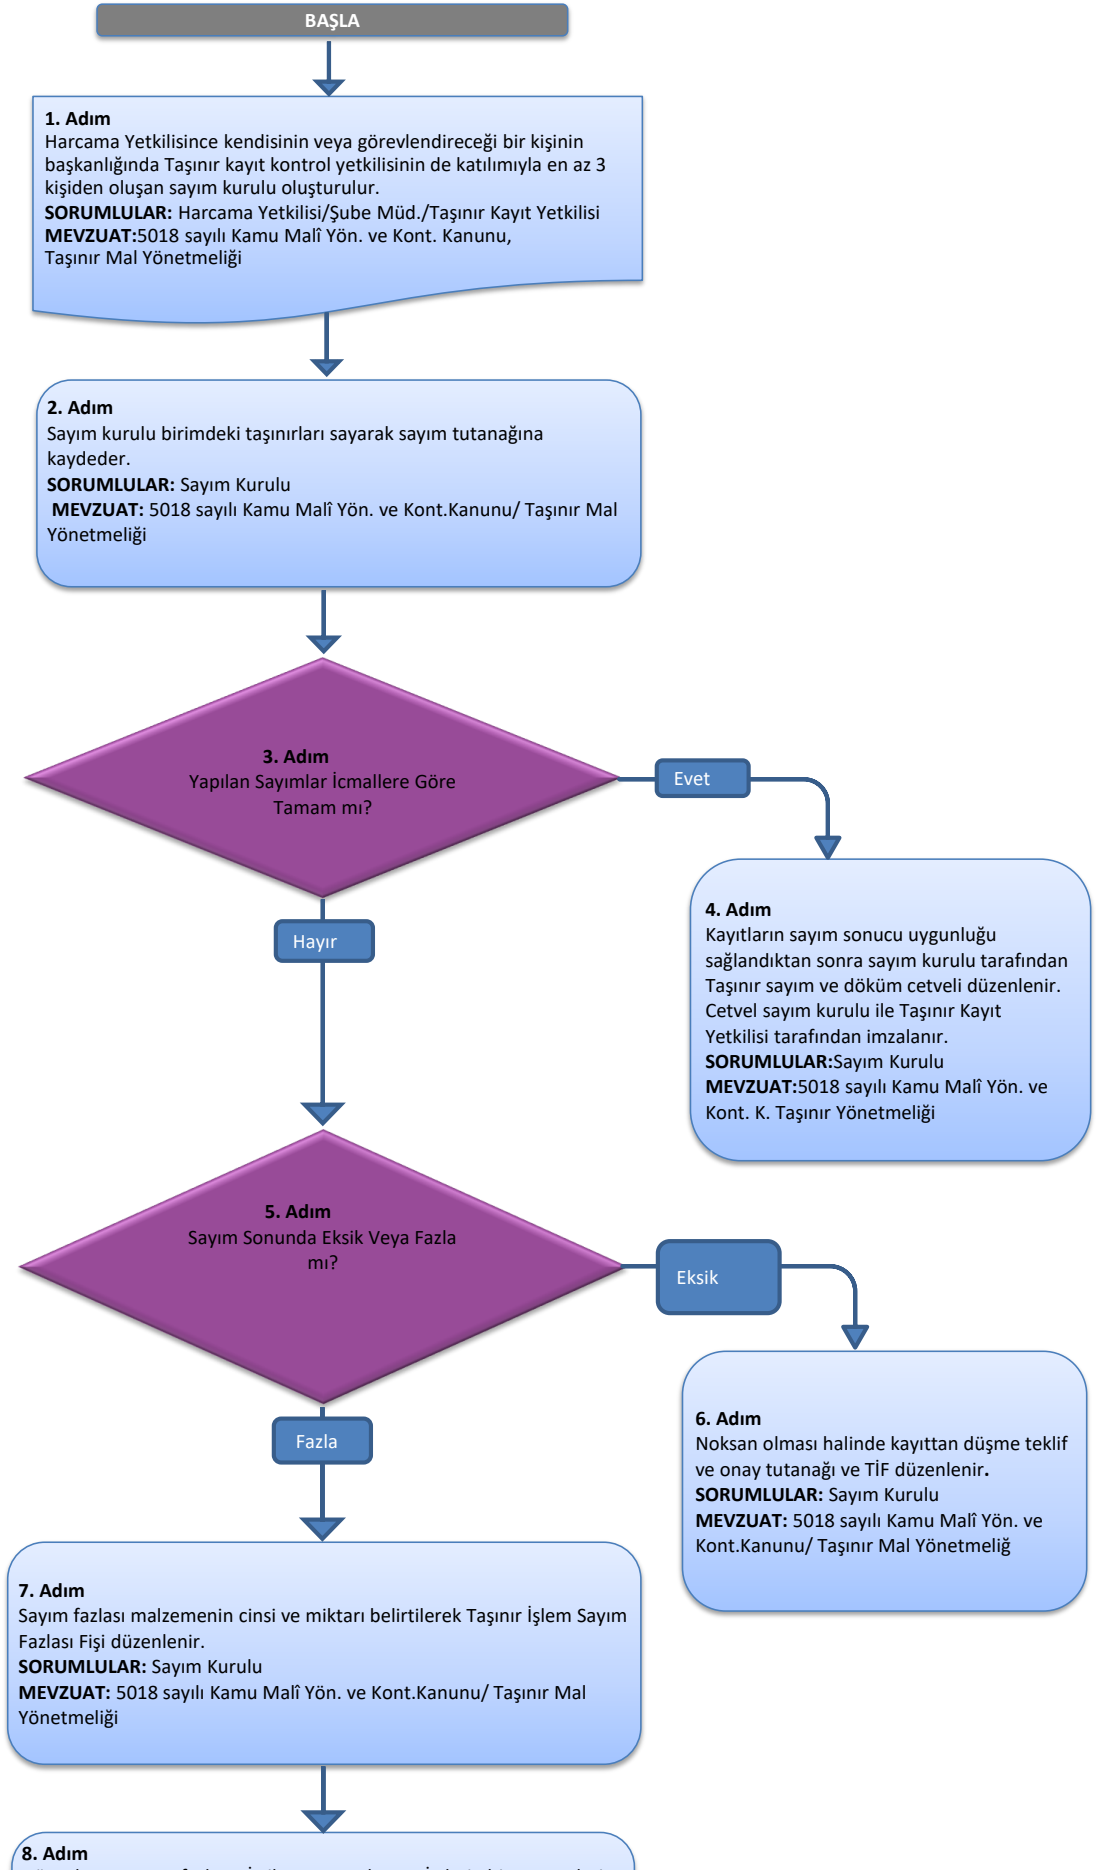 BAŞLA
1. Adım
Harcama Yetkilisince kendisinin veya görevlendireceği bir kişinin
başkanlığında Taşınır kayıt kontrol yetkilisinin de katılımıyla en az 3
kişiden oluşan sayım kurulu oluşturulur.
SORUMLULAR: Harcama Yetkilisi/Şube Müd./Taşınır Kayıt Yetkilisi
MEVZUAT:5018 sayılı Kamu Malî Yön. ve Kont. Kanunu,
Taşınır Mal Yönetmeliği
2. Adım
Sayım kurulu birimdeki taşınırları sayarak sayım tutanağına
kaydeder.
SORUMLULAR: Sayım Kurulu
MEVZUAT: 5018 sayılı Kamu Malî Yön. ve Kont.Kanunu/ Taşınır Mal
Yönetmeliği
3. Adım
Yapılan Sayımlar İcmallere Göre
Tamam mı?
Evet
4. Adım
Kayıtların sayım sonucu uygunluğu
sağlandıktan sonra sayım kurulu tarafından
Taşınır sayım ve döküm cetveli düzenlenir.
Cetvel sayım kurulu ile Taşınır Kayıt
Yetkilisi tarafından imzalanır.
SORUMLULAR:Sayım Kurulu
MEVZUAT:5018 sayılı Kamu Malî Yön. ve
Kont. K. Taşınır Yönetmeliği
Hayır
5. Adım
Sayım Sonunda Eksik Veya Fazla
mı?
Eksik
6. Adım
Noksan olması halinde kayıttan düşme teklif
ve onay tutanağı ve TİF düzenlenir.
SORUMLULAR: Sayım Kurulu
MEVZUAT: 5018 sayılı Kamu Malî Yön. ve
Kont.Kanunu/ Taşınır Mal Yönetmeliğ
Fazla
7. Adım
Sayım fazlası malzemenin cinsi ve miktarı belirtilerek Taşınır İşlem Sayım
Fazlası Fişi düzenlenir.
SORUMLULAR: Sayım Kurulu
MEVZUAT: 5018 sayılı Kamu Malî Yön. ve Kont.Kanunu/ Taşınır Mal
Yönetmeliği
8. Adım